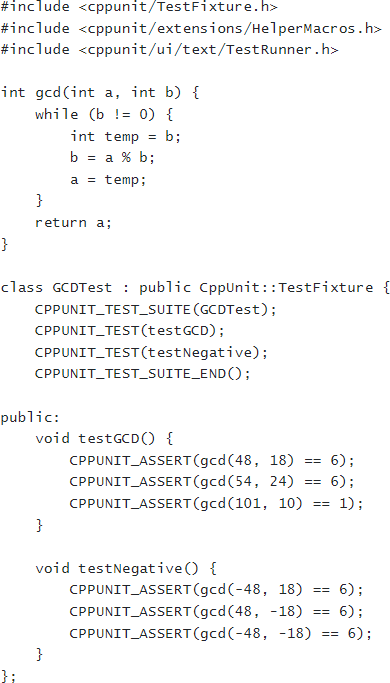 #include <cppunit/TestFixture.h>
#include <cppunit/extensions/HelperMacros.h>
#include <cppunit/ui/text/TestRunner.h>

int gcd(int a, int b) {
    while (b != 0) {
        int temp = b;
        b = a % b;
        a = temp;
    }
    return a;
}

class GCDTest : public CppUnit::TestFixture {
    CPPUNIT_TEST_SUITE(GCDTest);
    CPPUNIT_TEST(testGCD);
    CPPUNIT_TEST(testNegative);
    CPPUNIT_TEST_SUITE_END();

public:
    void testGCD() {
        CPPUNIT_ASSERT(gcd(48, 18) == 6);
        CPPUNIT_ASSERT(gcd(54, 24) == 6);
        CPPUNIT_ASSERT(gcd(101, 10) == 1);
    }

    void testNegative() {
        CPPUNIT_ASSERT(gcd(-48, 18) == 6);
        CPPUNIT_ASSERT(gcd(48, -18) == 6);
        CPPUNIT_ASSERT(gcd(-48, -18) == 6);
    }
};